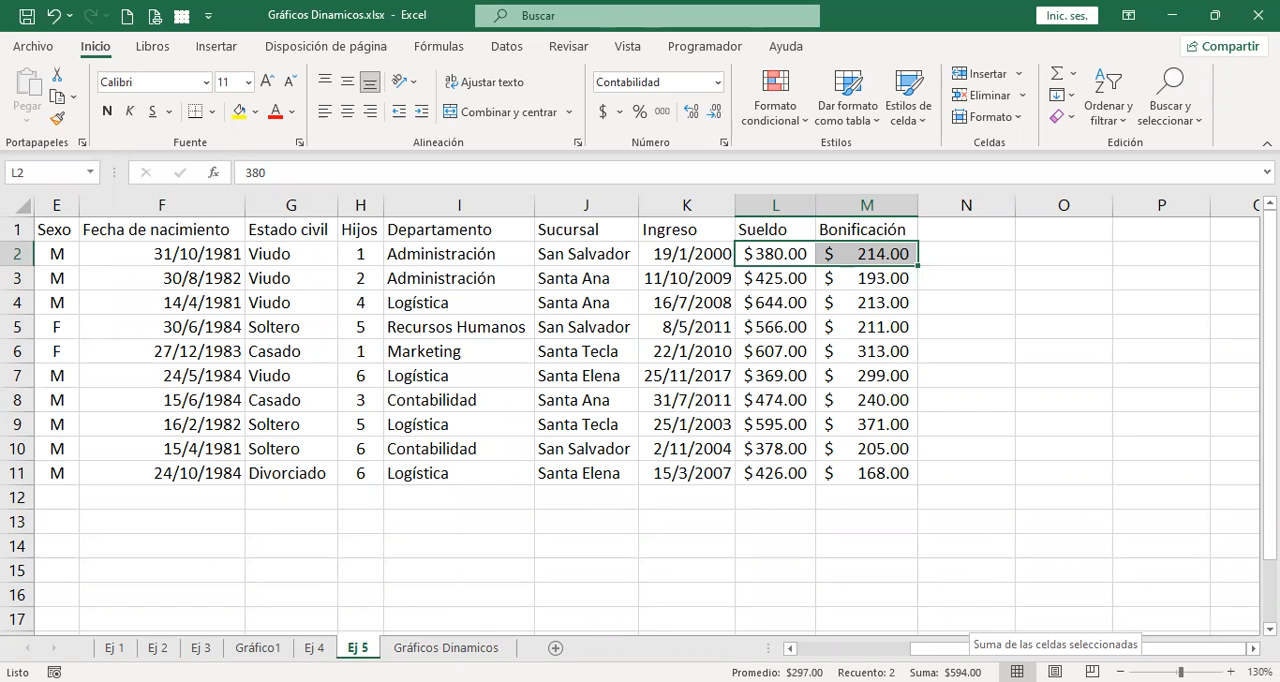 Gráficos Dinamicos.xlsx - Excel
Buscar
Inic. ses.
Archivo Inicio Libros Insertar Disposición de página Fórmulas Datos Revisar Vista Programador Ayuda
Compartir
Pegar
Calibri 11
N K S
Ajustar texto
Combinar y centrar
Contabilidad
$ % 000
Formato condicional
Dar formato como tabla
Estilos de celda
Insertar
Eliminar
Formato
Ordenar y filtrar
Buscar y seleccionar
Portapapeles Fuente Alineación Número Estilos Celdas Edición
L2 fx 380
E F G H I J K L M N O P
1 Sexo Fecha de nacimiento Estado civil Hijos Departamento Sucursal Ingreso Sueldo Bonificación
2 M 31/10/1981 Viudo 1 Administración San Salvador 19/1/2000 $380.00 $ 214.00
3 M 30/8/1982 Viudo 2 Administración Santa Ana 11/10/2009 $425.00 $ 193.00
4 M 14/4/1981 Viudo 4 Logística Santa Ana 16/7/2008 $644.00 $ 213.00
5 F 30/6/1984 Soltero 5 Recursos Humanos San Salvador 8/5/2011 $566.00 $ 211.00
6 F 27/12/1983 Casado 1 Marketing Santa Tecla 22/1/2010 $607.00 $ 313.00
7 M 24/5/1984 Viudo 6 Logística Santa Elena 25/11/2017 $369.00 $ 299.00
8 M 15/6/1984 Casado 3 Contabilidad Santa Ana 31/7/2011 $474.00 $ 240.00
9 M 16/2/1982 Soltero 5 Logística Santa Tecla 25/1/2003 $595.00 $ 371.00
10 M 15/4/1981 Soltero 6 Contabilidad San Salvador 2/11/2004 $378.00 $ 205.00
11 M 24/10/1984 Divorciado 6 Logística Santa Elena 15/3/2007 $426.00 $ 168.00
12
13
14
15
16
17
Ej 1 Ej 2 Ej 3 Gráfico1 Ej 4 Ej 5 Gráficos Dinamicos
Suma de las celdas seleccionadas
Listo Promedio: $297.00 Recuento: 2 Suma: $594.00 130%